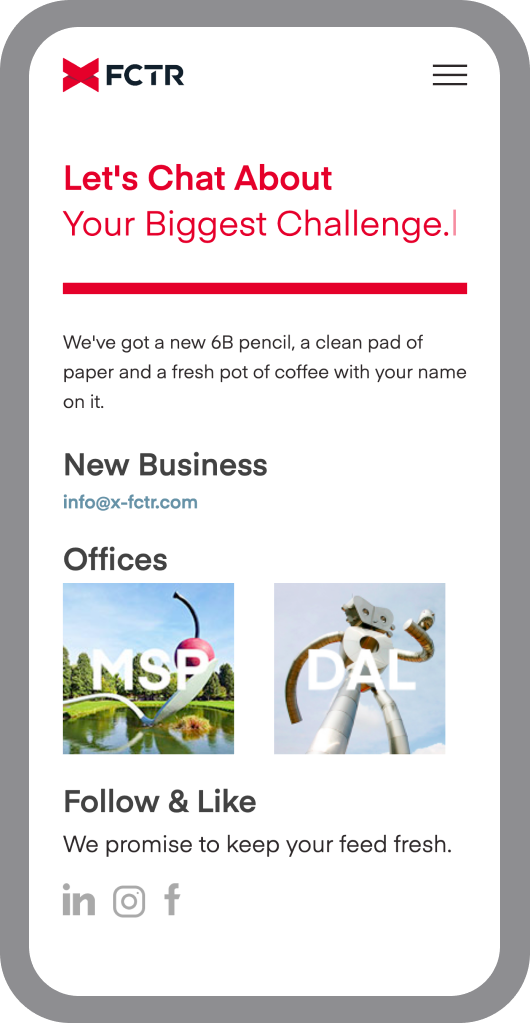 FCTR
Let's Chat About
Your Biggest Challenge.
We've got a new 6B pencil, a clean pad of
paper and a fresh pot of coffee with your name
on it.
New Business
info@x-fctr.com
Offices
MSP
DAL
Follow & Like
We promise to keep your feed fresh.
in
f